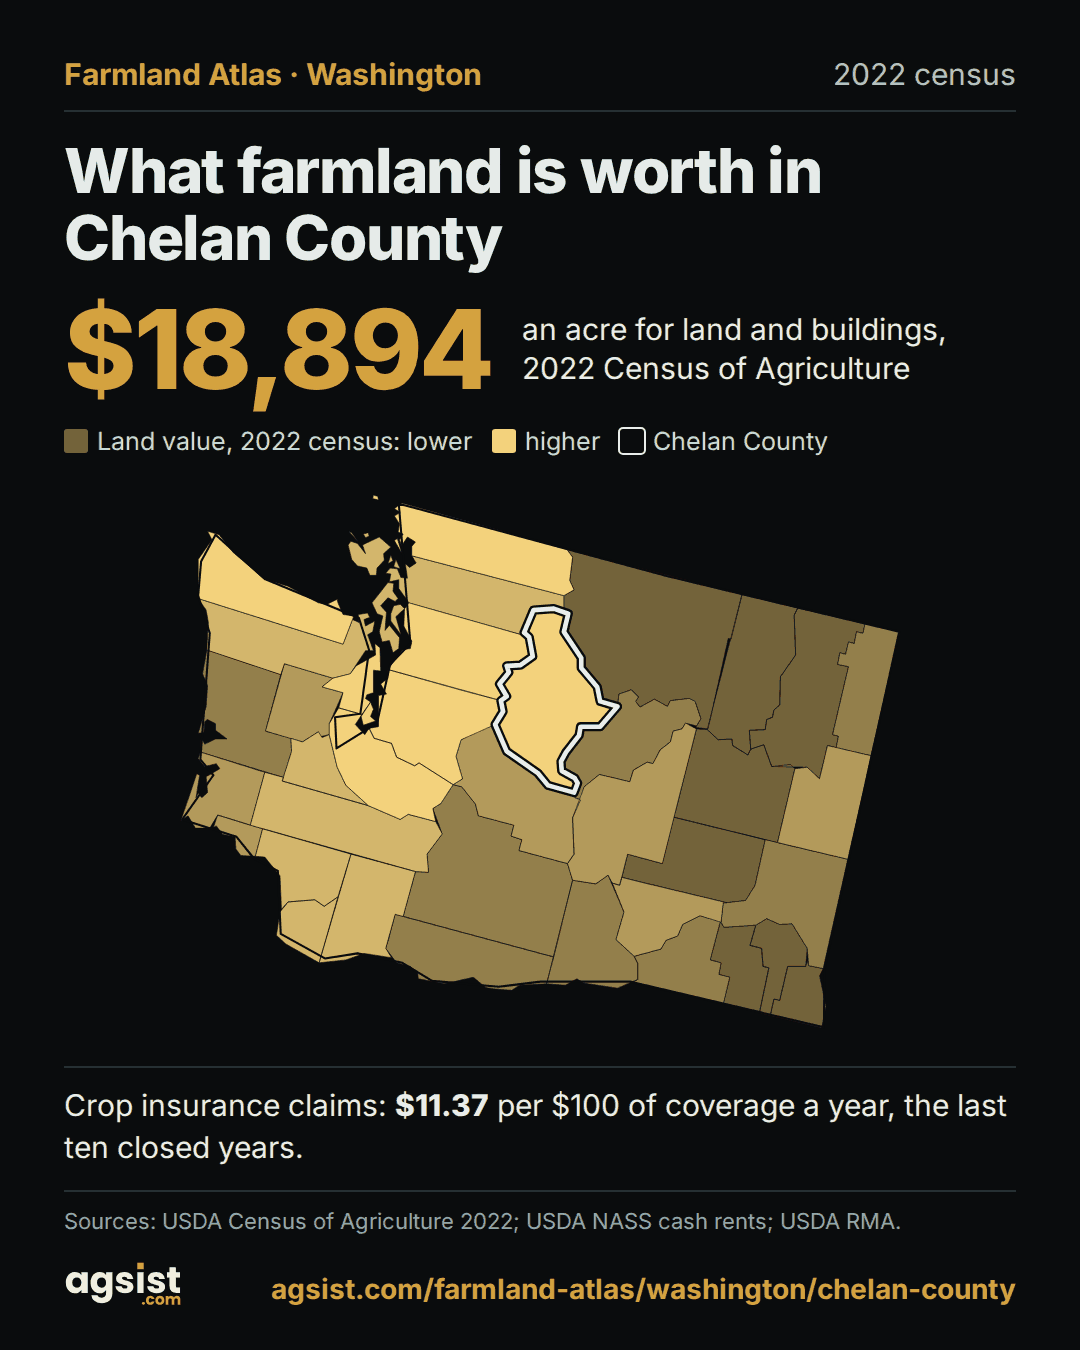 Farmland Atlas · Washington
2022 census
What farmland is worth in
Chelan County
$18,894
an acre for land and buildings,
2022 Census of Agriculture
Land value, 2022 census: lower
higher
Chelan County
Crop insurance claims: $11.37 per $100 of coverage a year, the last
ten closed years.
Sources: USDA Census of Agriculture 2022; USDA NASS cash rents; USDA RMA.
agsist
.com
agsist.com/farmland-atlas/washington/chelan-county